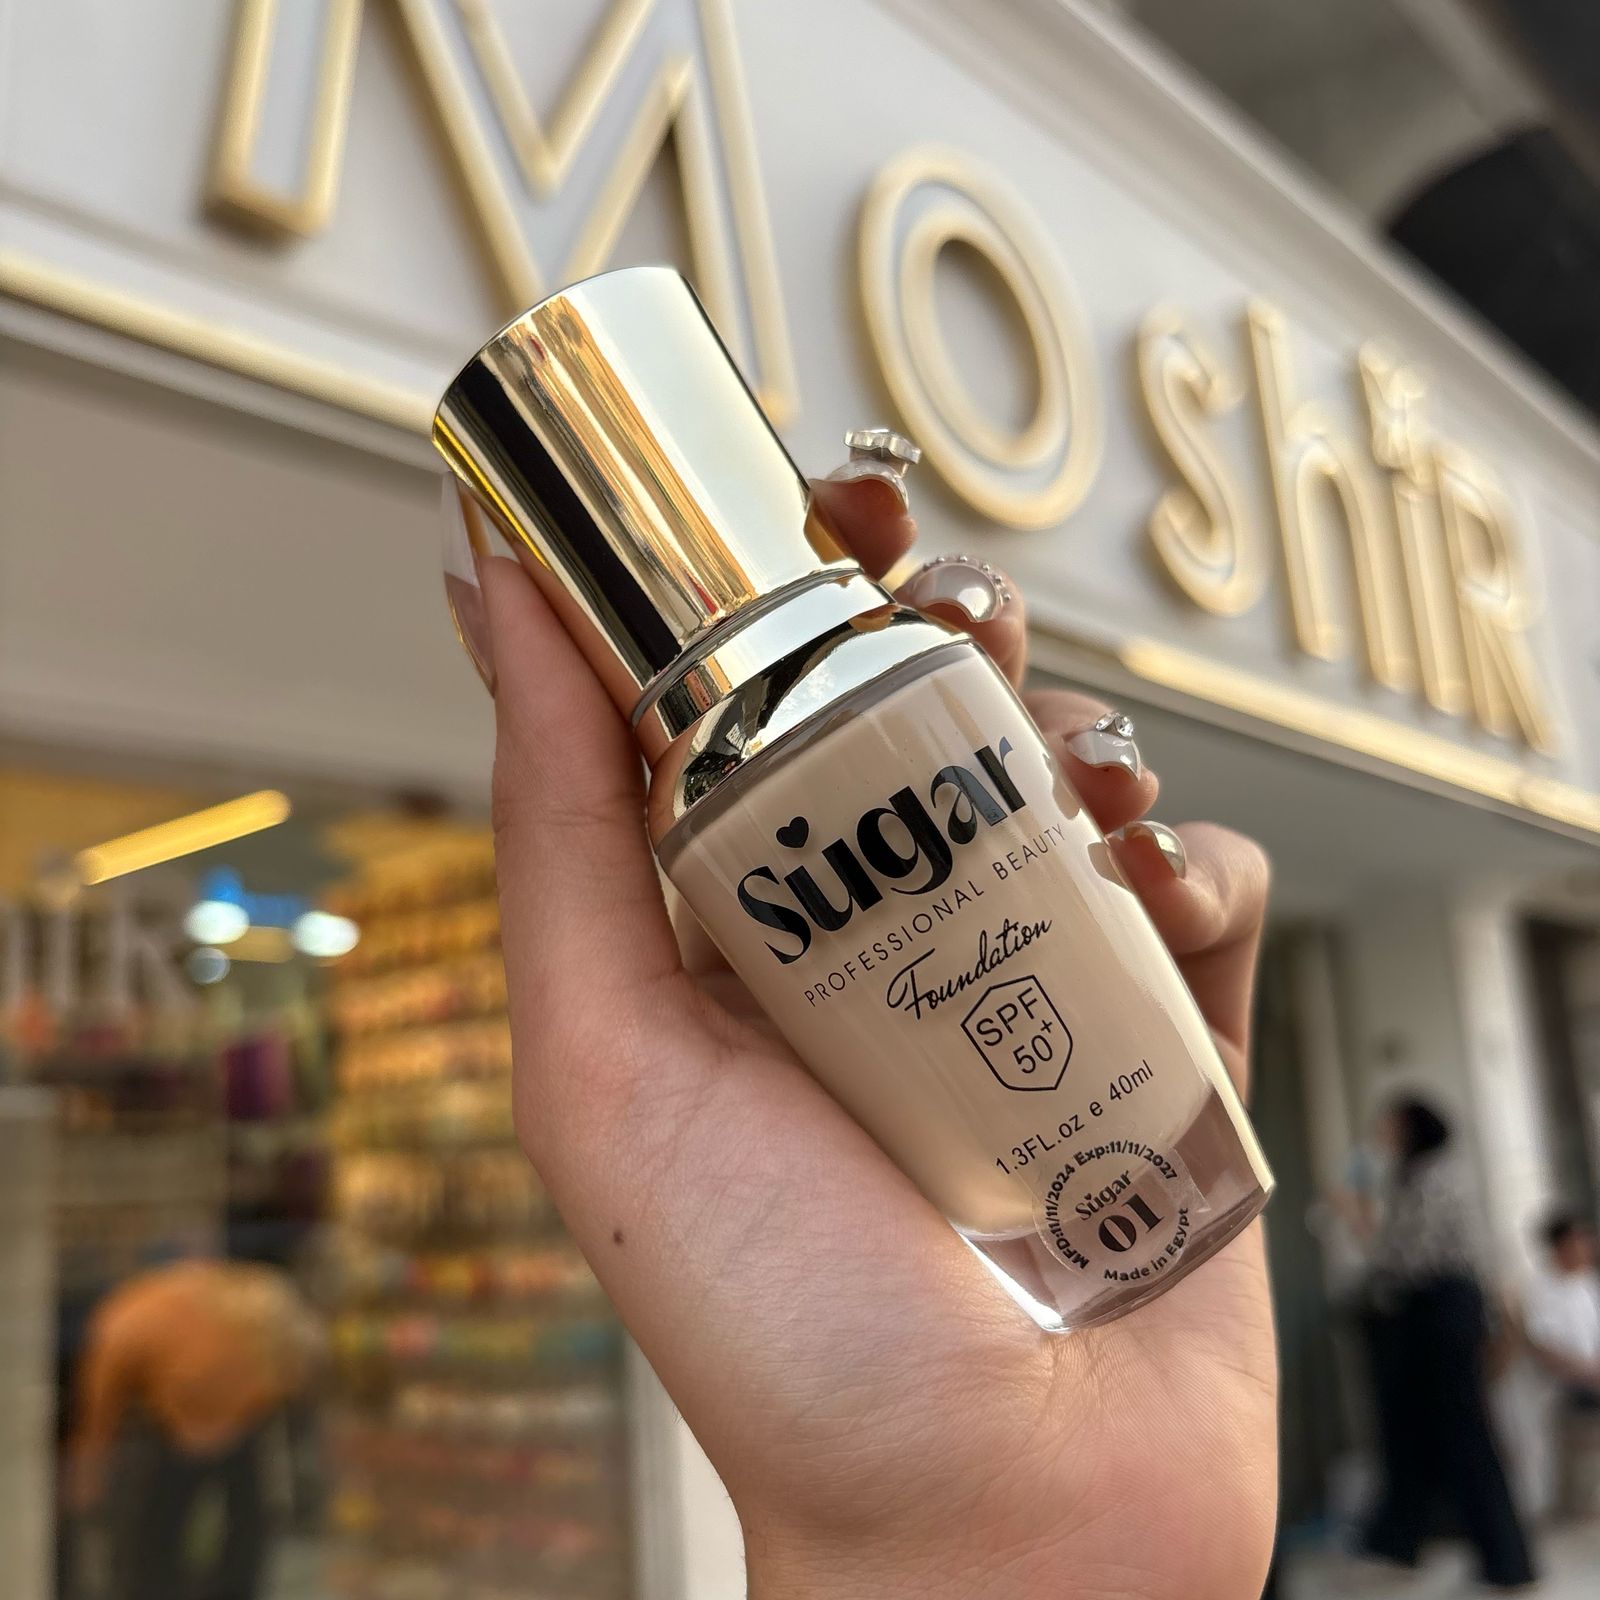 MoshiR
Sugar
PROFESSIONAL BEAUTY
Foundation
SPF
50+
1.3FL.oz e 40ml
MFD:11/11/2024 Exp:11/11/2027
Sugar
01
Made in Egypt